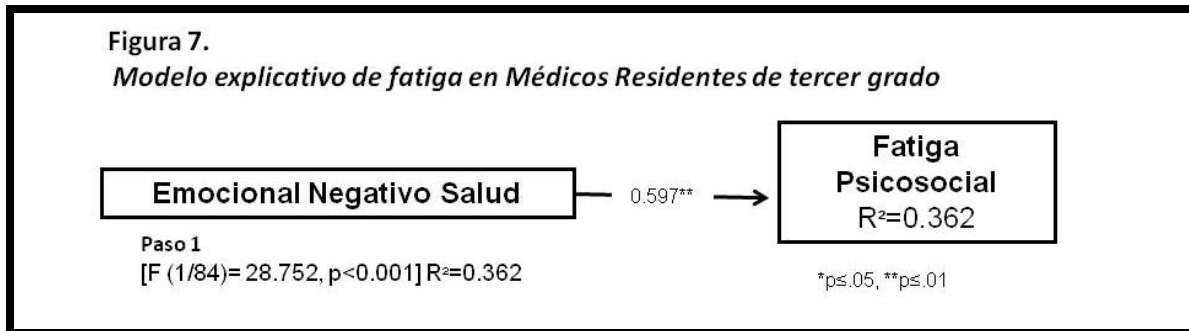 Figura 7.
Modelo explicativo de fatiga en Médicos Residentes de tercer grado
Emocional Negativo Salud
0.597**
Fatiga
Psicosocial
R²=0.362
Paso 1
[F (1/84)= 28.752, p<0.001] R²=0.362
*p≤.05, **p≤.01